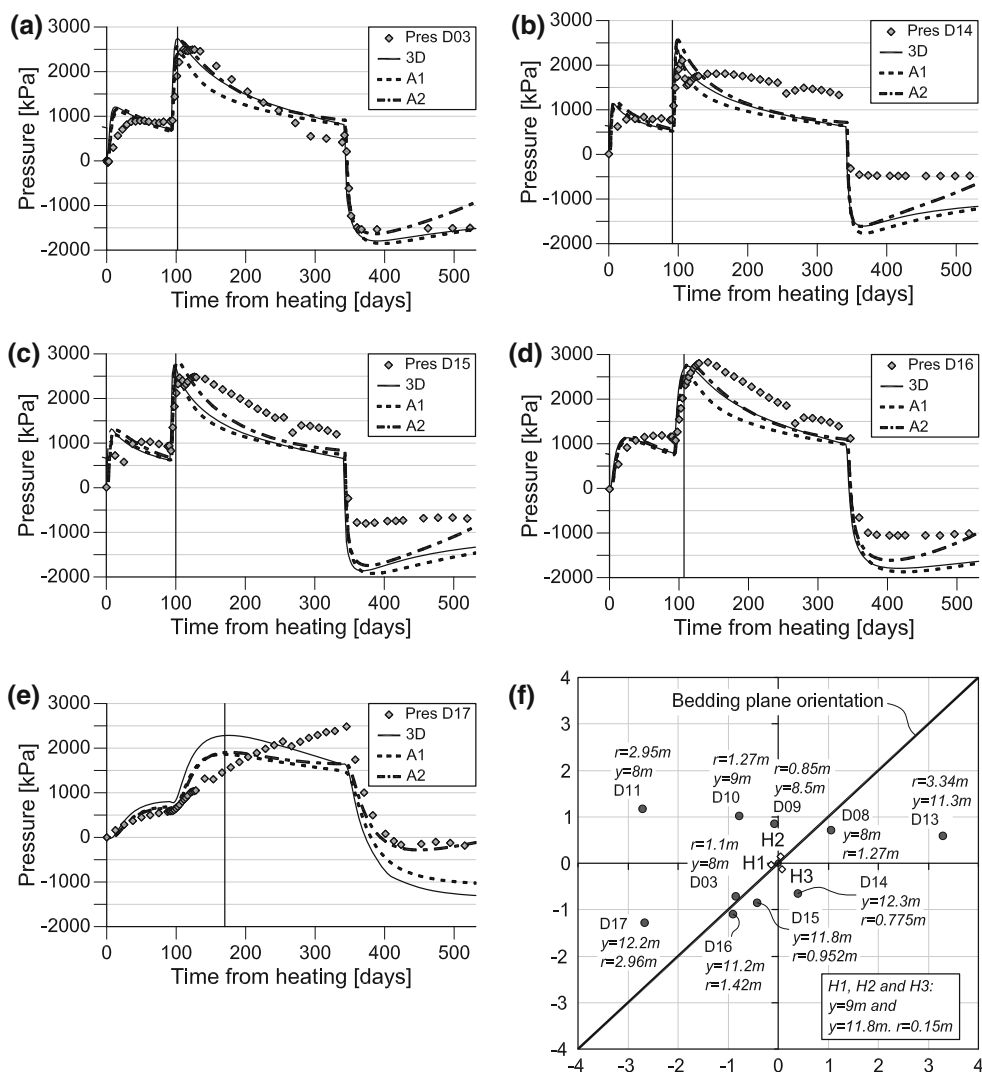 (a)
3000
2000
1000
0
-1000
-2000
Pressure [kPa]
Pres D03
3D
A1
A2
0 100 200 300 400 500
Time from heating [days]
(b)
3000
2000
1000
0
-1000
-2000
Pressure [kPa]
Pres D14
3D
A1
A2
0 100 200 300 400 500
Time from heating [days]
(c)
3000
2000
1000
0
-1000
-2000
Pressure [kPa]
Pres D15
3D
A1
A2
0 100 200 300 400 500
Time from heating [days]
(d)
3000
2000
1000
0
-1000
-2000
Pressure [kPa]
Pres D16
3D
A1
A2
0 100 200 300 400 500
Time from heating [days]
(e)
3000
2000
1000
0
-1000
-2000
Pressure [kPa]
Pres D17
3D
A1
A2
0 100 200 300 400 500
Time from heating [days]
(f)
4
3
2
1
0
-1
-2
-3
-4
Bedding plane orientation
r=2.95m
y=8m
D11
r=1.27m
y=9m
D10
r=0.85m
y=8.5m
D09
r=3.34m
y=11.3m
D13
D08
y=8m
r=1.27m
r=1.1m
y=8m
D03
H2
H1
H3
D14
y=12.3m
r=0.775m
D17
y=12.2m
r=2.96m
D16
y=11.2m
r=1.42m
D15
y=11.8m
r=0.952m
H1, H2 and H3:
y=9m and
y=11.8m. r=0.15m
-4 -3 -2 -1 0 1 2 3 4